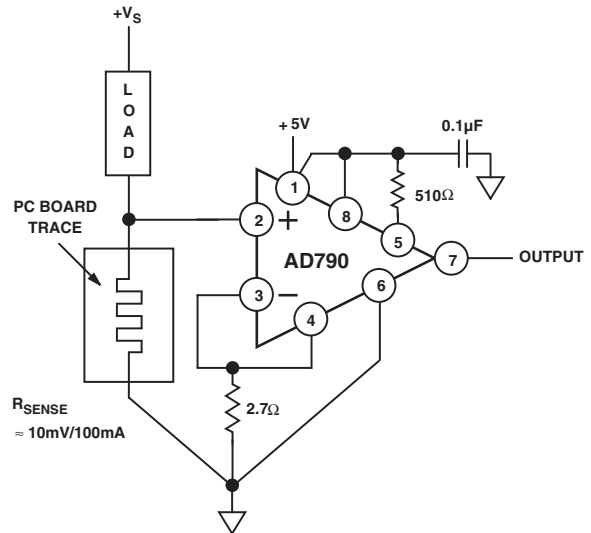 +VS
LOAD
PC BOARD
TRACE
+5V
0.1µF
510Ω
1
2
+
8
5
AD790
7
OUTPUT
3
–
4
6
2.7Ω
RSENSE
≈ 10mV/100mA